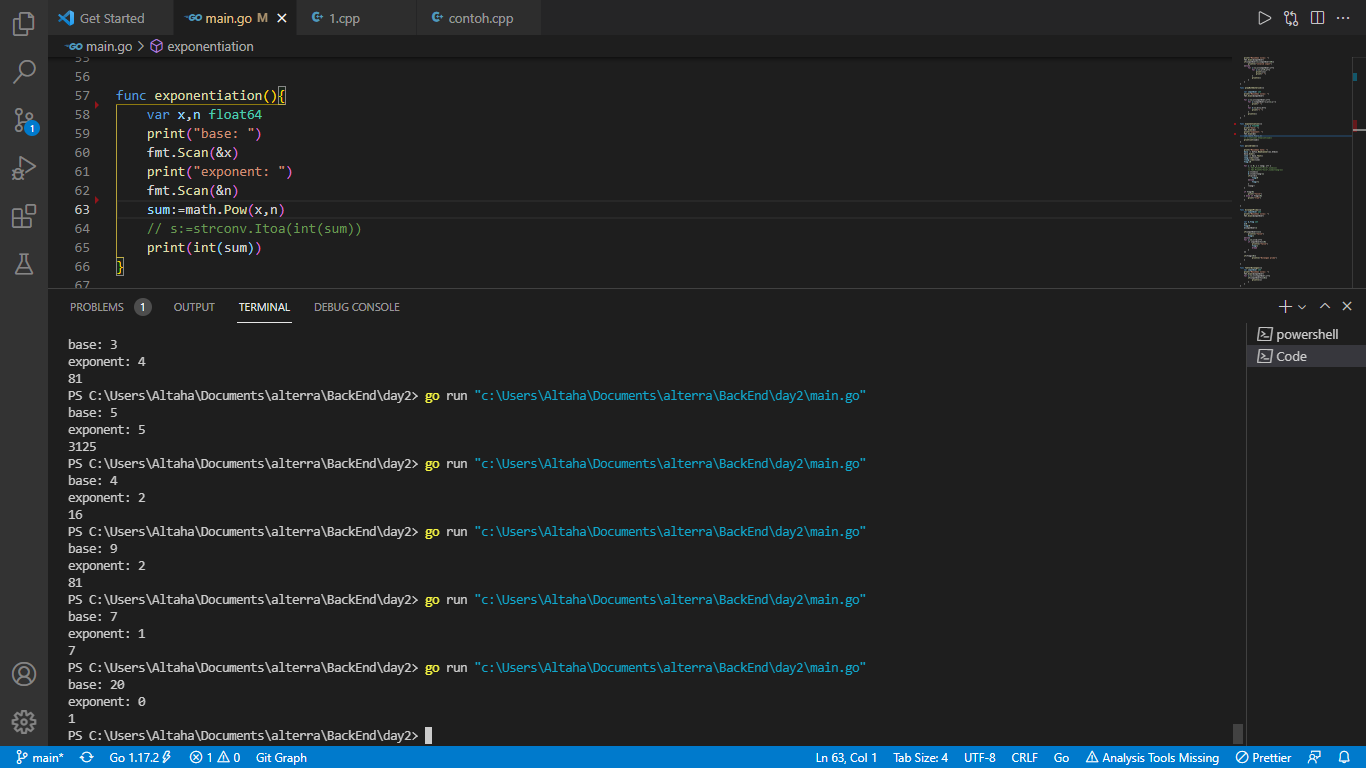 Get Started
main.go M
1.cpp
contoh.cpp
main.go > exponentiation
55
56
57 func exponentiation(){
58 var x,n float64
59 print("base: ")
60 fmt.Scan(&x)
61 print("exponent: ")
62 fmt.Scan(&n)
63 sum:=math.Pow(x,n)
64 // s:=strconv.Itoa(int(sum))
65 print(int(sum))
66 }
67
1
PROBLEMS 1 OUTPUT TERMINAL DEBUG CONSOLE
powershell
Code
base: 3
exponent: 4
81
PS C:\Users\Altaha\Documents\alterra\BackEnd\day2> go run "c:\Users\Altaha\Documents\alterra\BackEnd\day2\main.go"
base: 5
exponent: 5
3125
PS C:\Users\Altaha\Documents\alterra\BackEnd\day2> go run "c:\Users\Altaha\Documents\alterra\BackEnd\day2\main.go"
base: 4
exponent: 2
16
PS C:\Users\Altaha\Documents\alterra\BackEnd\day2> go run "c:\Users\Altaha\Documents\alterra\BackEnd\day2\main.go"
base: 9
exponent: 2
81
PS C:\Users\Altaha\Documents\alterra\BackEnd\day2> go run "c:\Users\Altaha\Documents\alterra\BackEnd\day2\main.go"
base: 7
exponent: 1
7
PS C:\Users\Altaha\Documents\alterra\BackEnd\day2> go run "c:\Users\Altaha\Documents\alterra\BackEnd\day2\main.go"
base: 20
exponent: 0
1
PS C:\Users\Altaha\Documents\alterra\BackEnd\day2>
main* Go 1.17.2 1 0 Git Graph Ln 63, Col 1 Tab Size: 4 UTF-8 CRLF Go Analysis Tools Missing Prettier